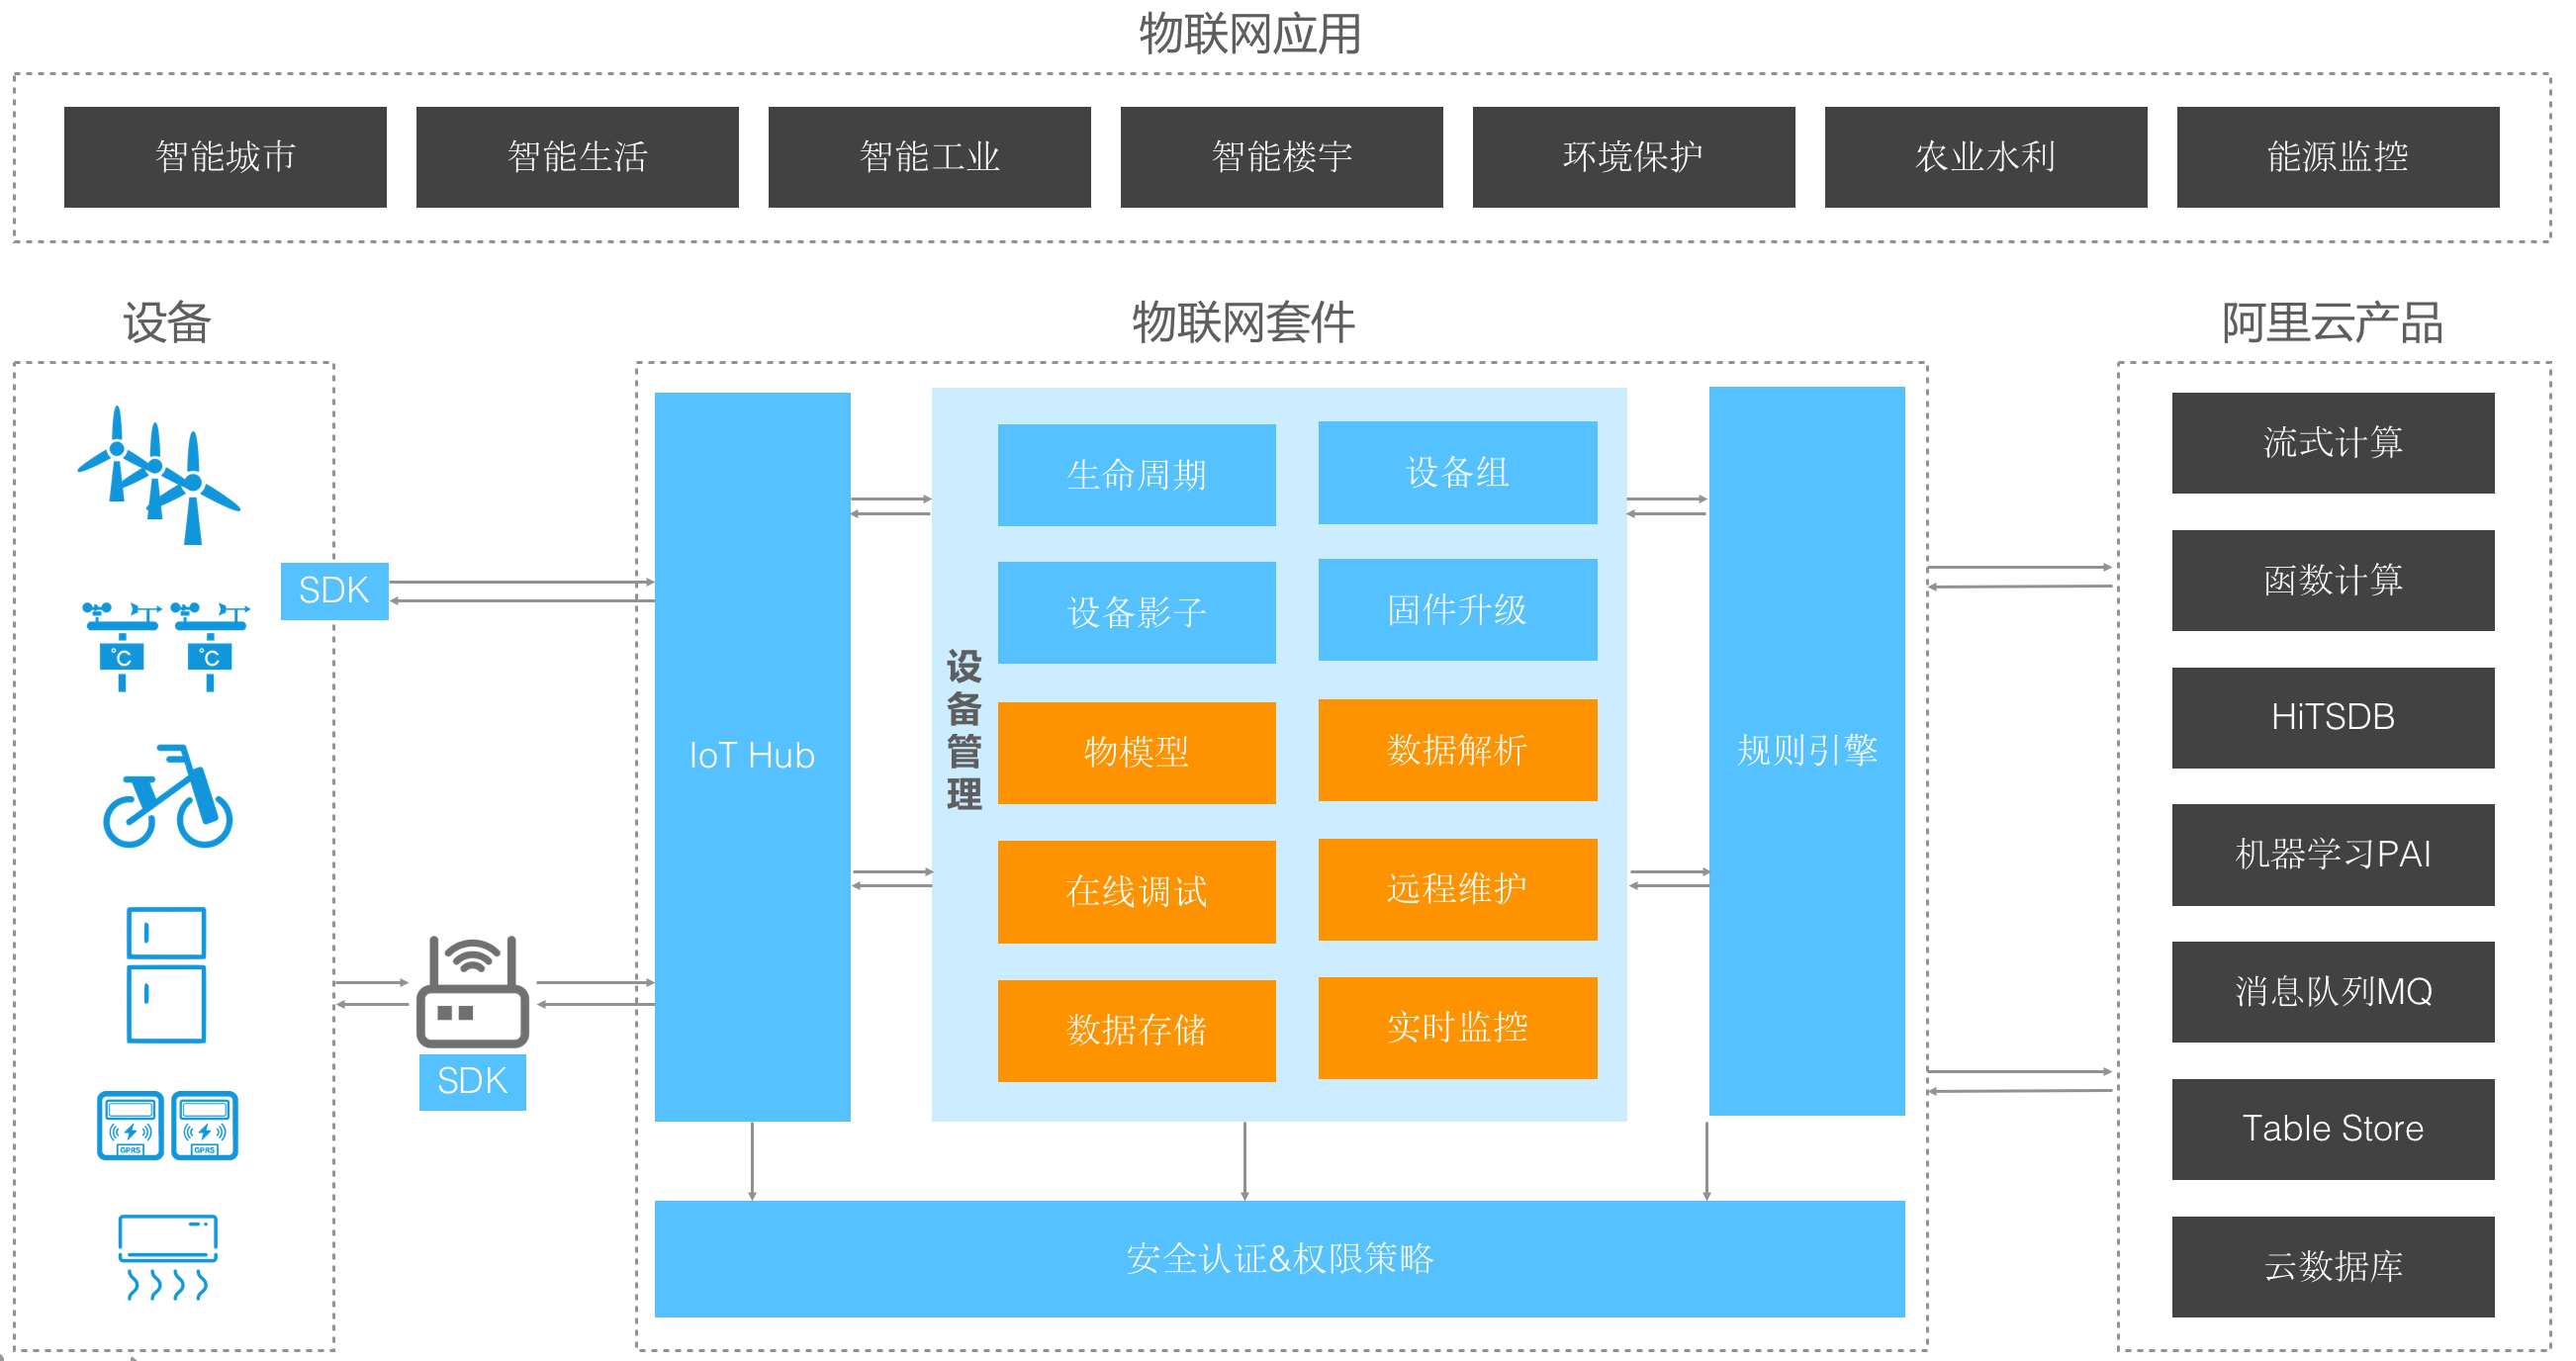 物联网应用
智能城市
智能生活
智能工业
智能楼宇
环境保护
农业水利
能源监控
设备
°C
°C
GPRS
GPRS
SDK
SDK
物联网套件
IoT Hub
设备管理
生命周期
设备组
设备影子
固件升级
物模型
数据解析
在线调试
远程维护
数据存储
实时监控
规则引擎
安全认证&权限策略
阿里云产品
流式计算
函数计算
HiTSDB
机器学习PAI
消息队列MQ
Table Store
云数据库